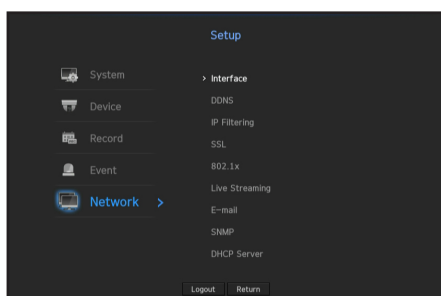 Setup
System
Device
Record
Event
Network >
> Interface
DDNS
IP Filtering
SSL
802.1x
Live Streaming
E-mail
SNMP
DHCP Server
Logout Return